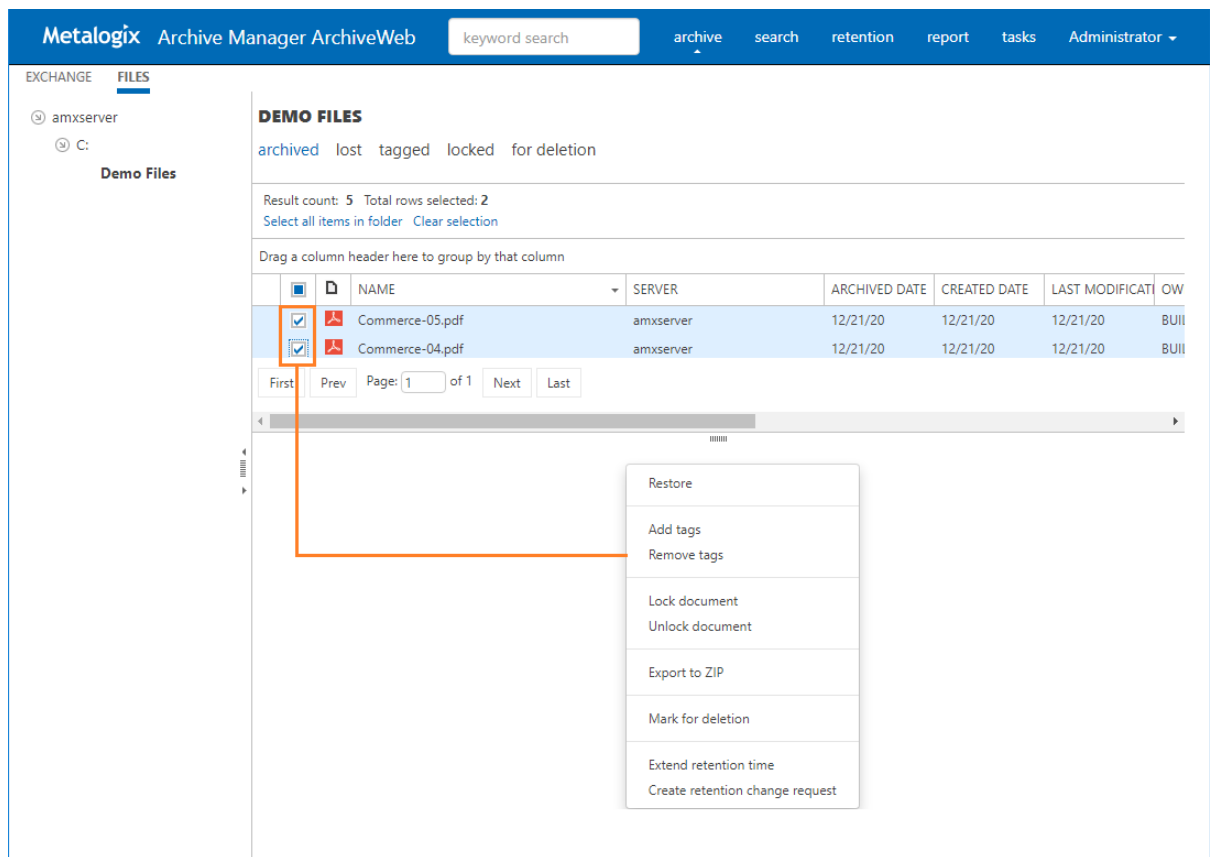 Metalogix Archive Manager ArchiveWeb keyword search archive search retention report tasks Administrator
EXCHANGE FILES
amxserver
C:
Demo Files
DEMO FILES
archived lost tagged locked for deletion
Result count: 5 Total rows selected: 2
Select all items in folder Clear selection
Drag a column header here to group by that column
NAME SERVER ARCHIVED DATE CREATED DATE LAST MODIFICATI OW
Commerce-05.pdf amxserver 12/21/20 12/21/20 12/21/20 BUIL
Commerce-04.pdf amxserver 12/21/20 12/21/20 12/21/20 BUIL
First Prev Page: 1 of 1 Next Last
Restore
Add tags
Remove tags
Lock document
Unlock document
Export to ZIP
Mark for deletion
Extend retention time
Create retention change request